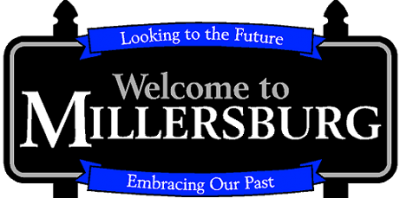 Looking to the Future
Welcome to
MILLERSBURG
Embracing Our Past